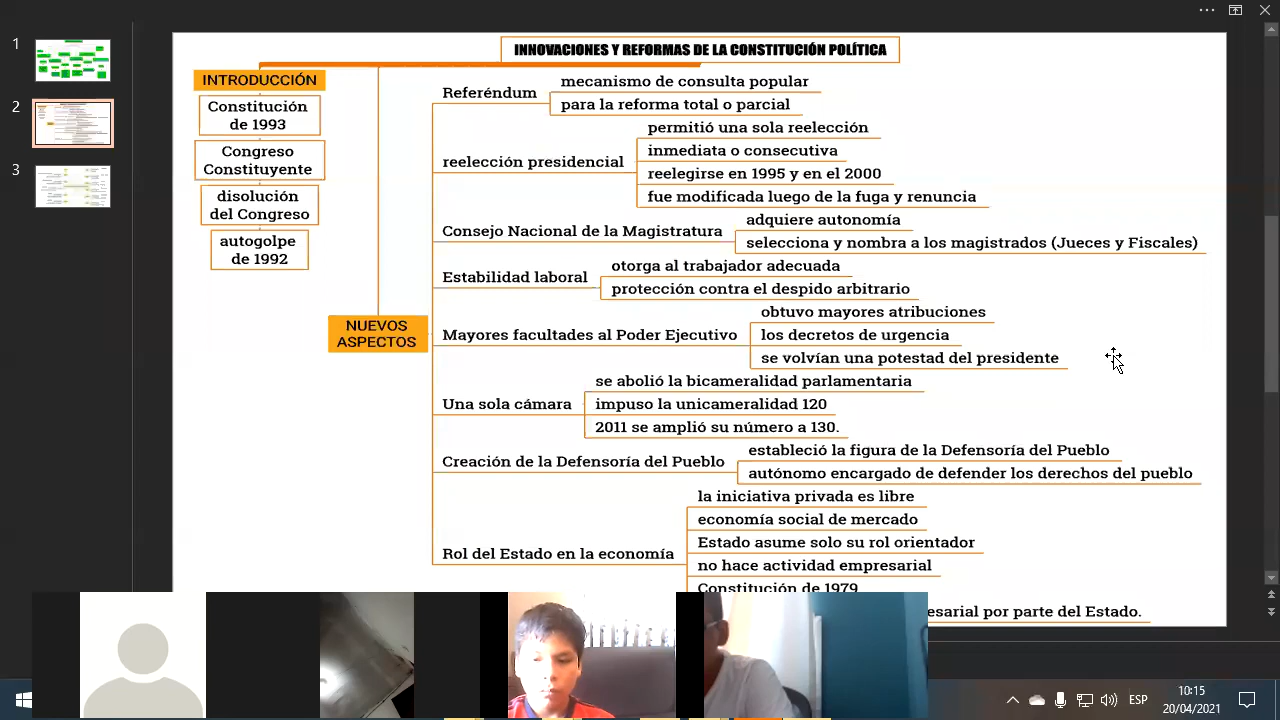 INNOVACIONES Y REFORMAS DE LA CONSTITUCIÓN POLÍTICA
INTRODUCCIÓN
Constitución
de 1993
Congreso
Constituyente
disolución
del Congreso
autogolpe
de 1992
NUEVOS
ASPECTOS
Referéndum
mecanismo de consulta popular
para la reforma total o parcial
reelección presidencial
permitió una sola reelección
inmediata o consecutiva
reelegirse en 1995 y en el 2000
fue modificada luego de la fuga y renuncia
Consejo Nacional de la Magistratura
adquiere autonomía
selecciona y nombra a los magistrados (Jueces y Fiscales)
Estabilidad laboral
otorga al trabajador adecuada
protección contra el despido arbitrario
Mayores facultades al Poder Ejecutivo
obtuvo mayores atribuciones
los decretos de urgencia
se volvían una potestad del presidente
Una sola cámara
se abolió la bicameralidad parlamentaria
impuso la unicameralidad 120
2011 se amplió su número a 130.
Creación de la Defensoría del Pueblo
estableció la figura de la Defensoría del Pueblo
autónomo encargado de defender los derechos del pueblo
Rol del Estado en la economía
la iniciativa privada es libre
economía social de mercado
Estado asume solo su rol orientador
no hace actividad empresarial
Constitución de 1979
esarial por parte del Estado.
1
2
ESP
10:15
20/04/2021